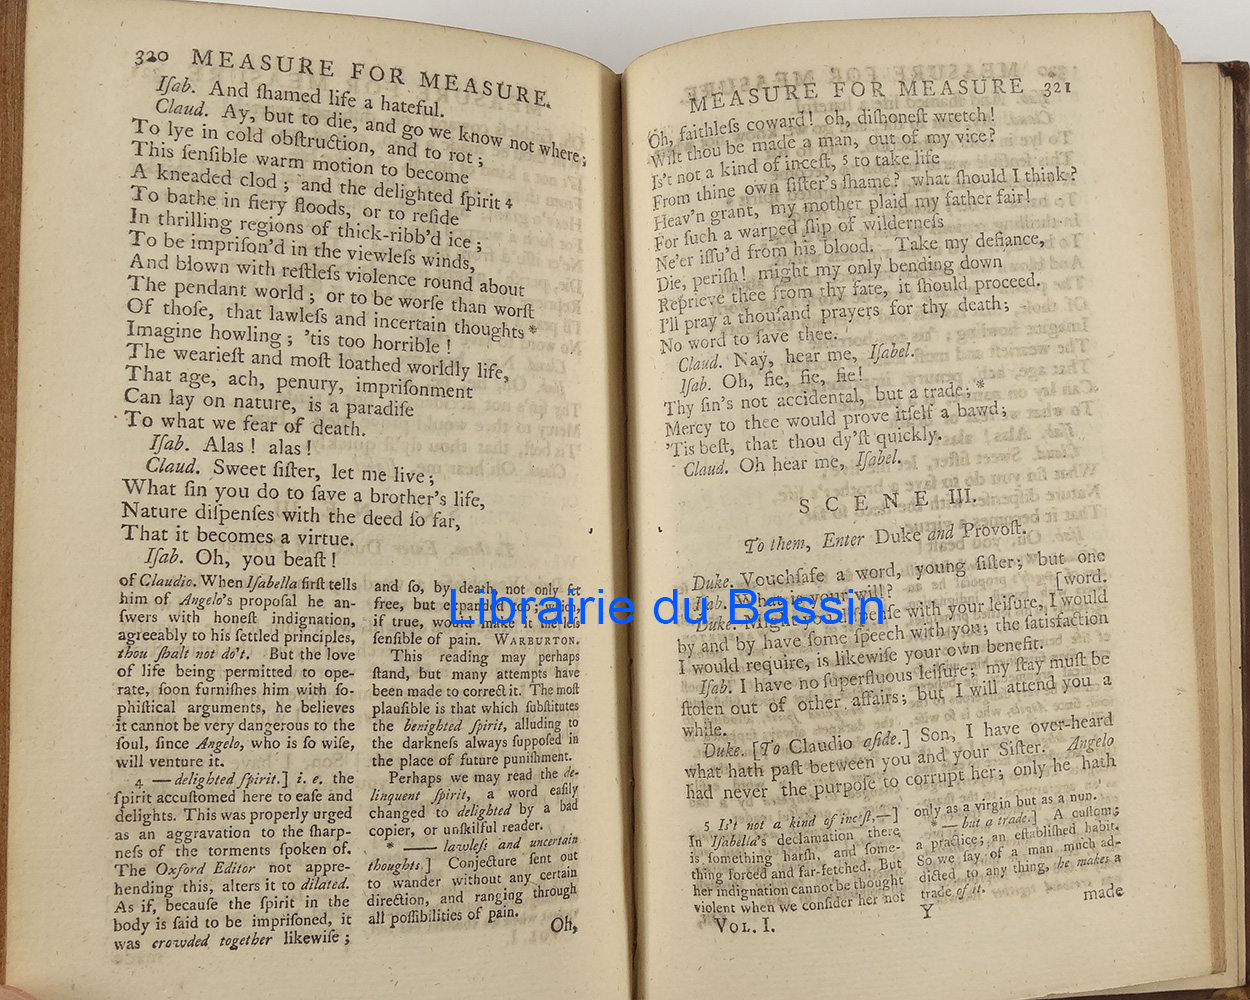 320 MEASURE FOR MEASURE.
Iſab. And ſhamed life a hateful.
Claud. Ay, but to die, and go we know not where;
To lye in cold obſtruction, and to rot;
This ſenſible warm motion to become
A kneaded clod; and the delighted ſpirit 4
To bathe in fiery floods, or to reſide
In thrilling regions of thick-ribb'd ice;
To be impriſon'd in the viewleſs winds,
And blown with reſtleſs violence round about
The pendant world; or to be worſe than worſt
Of thoſe, that lawleſs and incertain thoughts *
Imagine howling; 'tis too horrible!
The wearieſt and moſt loathed worldly life,
That age, ach, penury, impriſonment
Can lay on nature, is a paradiſe
To what we fear of death.
Iſab. Alas! alas!
Claud. Sweet ſiſter, let me live;
What ſin you do to ſave a brother's life,
Nature diſpenſes with the deed ſo far,
That it becomes a virtue.
Iſab. Oh, you beaſt!
of Claudio. When Iſabella firſt tells
him of Angelo's propoſal he an-
ſwers with honeſt indignation,
agreeably to his ſettled principles,
thou ſhalt not do't. But the love
of life being permitted to ope-
rate, ſoon furniſhes him with ſo-
phiſtical arguments, he believes
it cannot be very dangerous to the
ſoul, ſince Angelo, who is ſo wiſe,
will venture it.
4 — delighted ſpirit.] i. e. the
ſpirit accuſtomed here to eaſe and
delights. This was properly urged
as an aggravation to the ſharp-
neſs of the torments ſpoken of.
The Oxford Editor not appre-
hending this, alters it to dilated.
As if, becauſe the ſpirit in the
body is ſaid to be impriſoned, it
was crowded together likewiſe;
and ſo, by death, not only ſet
free, but expanded too; which,
if true, would make it the leſs
ſenſible of pain. WARBURTON.
This reading may perhaps
ſtand, but many attempts have
been made to correct it. The moſt
plauſible is that which ſubſtitutes
the benighted ſpirit, alluding to
the darkneſs always ſuppoſed in
the place of future puniſhment.
Perhaps we may read the de-
linquent ſpirit, a word eaſily
changed to delighted by a bad
copier, or unſkilful reader.
* — lawleſs and uncertain
thoughts.] Conjecture ſent out
to wander without any certain
direction, and ranging through
all poſſibilities of pain.
Oh,
MEASURE FOR MEASURE 321
Oh, faithleſs coward! oh, diſhoneſt wretch!
Wilt thou be made a man, out of my vice?
Is't not a kind of inceſt, 5 to take life
From thine own ſiſter's ſhame? what ſhould I think?
Heav'n grant, my mother plaid my father fair!
For ſuch a warped ſlip of wilderneſs
Ne'er iſſu'd from his blood. Take my defiance,
Die, periſh! might my only bending down
Reprieve thee from thy fate, it ſhould proceed.
I'll pray a thouſand prayers for thy death;
No word to ſave thee.
Claud. Nay, hear me, Iſabel.
Iſab. Oh, fie, fie, fie!
Thy ſin's not accidental, but a trade; *
Mercy to thee would prove itſelf a bawd;
'Tis beſt, that thou dy'ſt quickly.
Claud. Oh hear me, Iſabel.
SCENE III.
To them, Enter Duke and Provoſt.
Duke. Vouchſafe a word, young ſiſter; but one
[word.
Iſab. What is your will?
Duke. Might you diſpenſe with your leiſure, I would
by and by have ſome ſpeech with you; the ſatisfaction
I would require, is likewiſe your own benefit.
Iſab. I have no ſuperfluous leiſure; my ſtay muſt be
ſtolen out of other affairs; but I will attend you a
while.
Duke. [To Claudio aſide.] Son, I have over-heard
what hath paſt between you and your Siſter. Angelo
had never the purpoſe to corrupt her; only he hath
5 Is't not a kind of inceſt,—]
In Iſabella's declamation there
is ſomething harſh, and ſome-
thing forced and far-fetched. But
her indignation cannot be thought
violent when we conſider her not
only as a virgin but as a nun.
* — but a trade.] A cuſtom;
a practice; an eſtabliſhed habit.
So we ſay of a man much ad-
dicted to any thing, he makes a
trade of it.
VOL. I.
Y
made
Librairie du Bassin